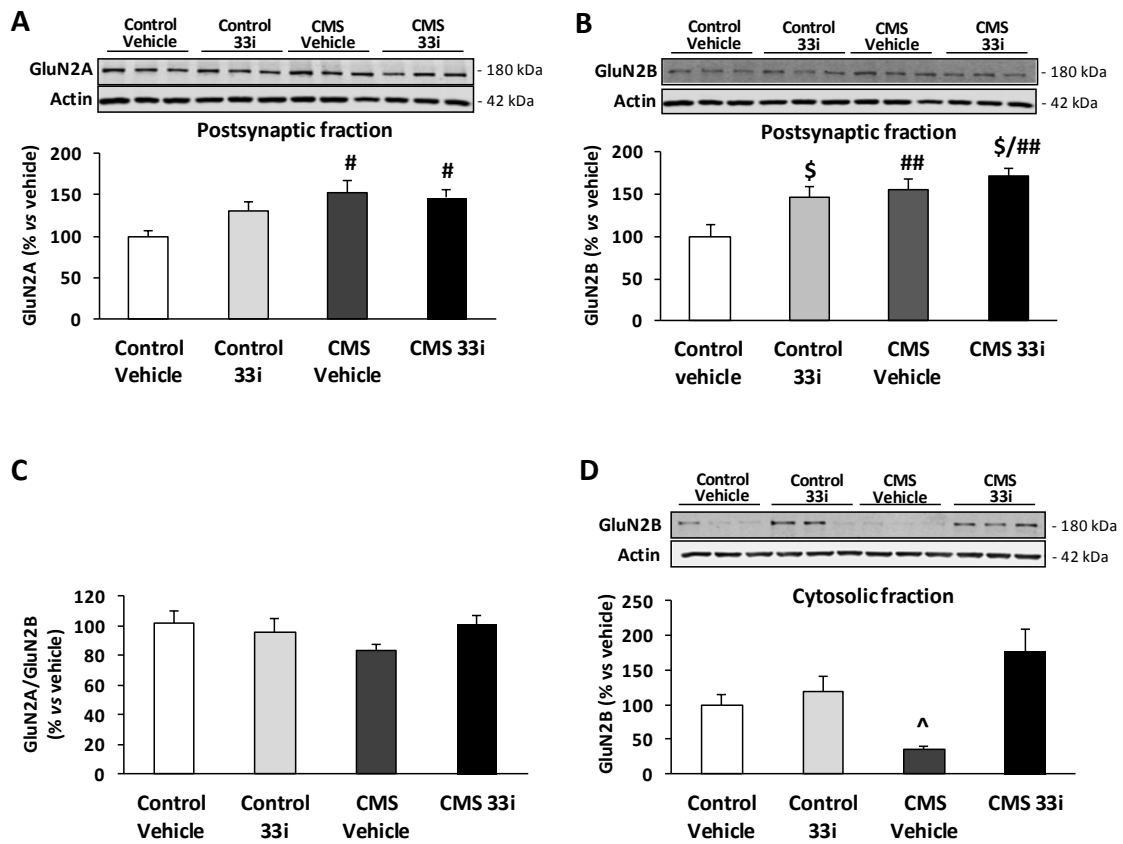 A
Control Vehicle
Control 33i
CMS Vehicle
CMS 33i
GluN2A
- 180 kDa
Actin
- 42 kDa
Postsynaptic fraction
GluN2A (% vs vehicle)
200
150
100
50
0
#
#
Control Vehicle
Control 33i
CMS Vehicle
CMS 33i
B
Control Vehicle
Control 33i
CMS Vehicle
CMS 33i
GluN2B
- 180 kDa
Actin
- 42 kDa
Postsynaptic fraction
GluN2B (% vs vehicle)
200
150
100
50
0
$
##
$/##
Control vehicle
Control 33i
CMS Vehicle
CMS 33i
C
GluN2A/GluN2B
(% vs vehicle)
120
100
80
60
40
20
0
Control Vehicle
Control 33i
CMS Vehicle
CMS 33i
D
Control Vehicle
Control 33i
CMS Vehicle
CMS 33i
GluN2B
- 180 kDa
Actin
- 42 kDa
Cytosolic fraction
GluN2B (% vs vehicle)
250
200
150
100
50
0
^
Control Vehicle
Control 33i
CMS Vehicle
CMS 33i